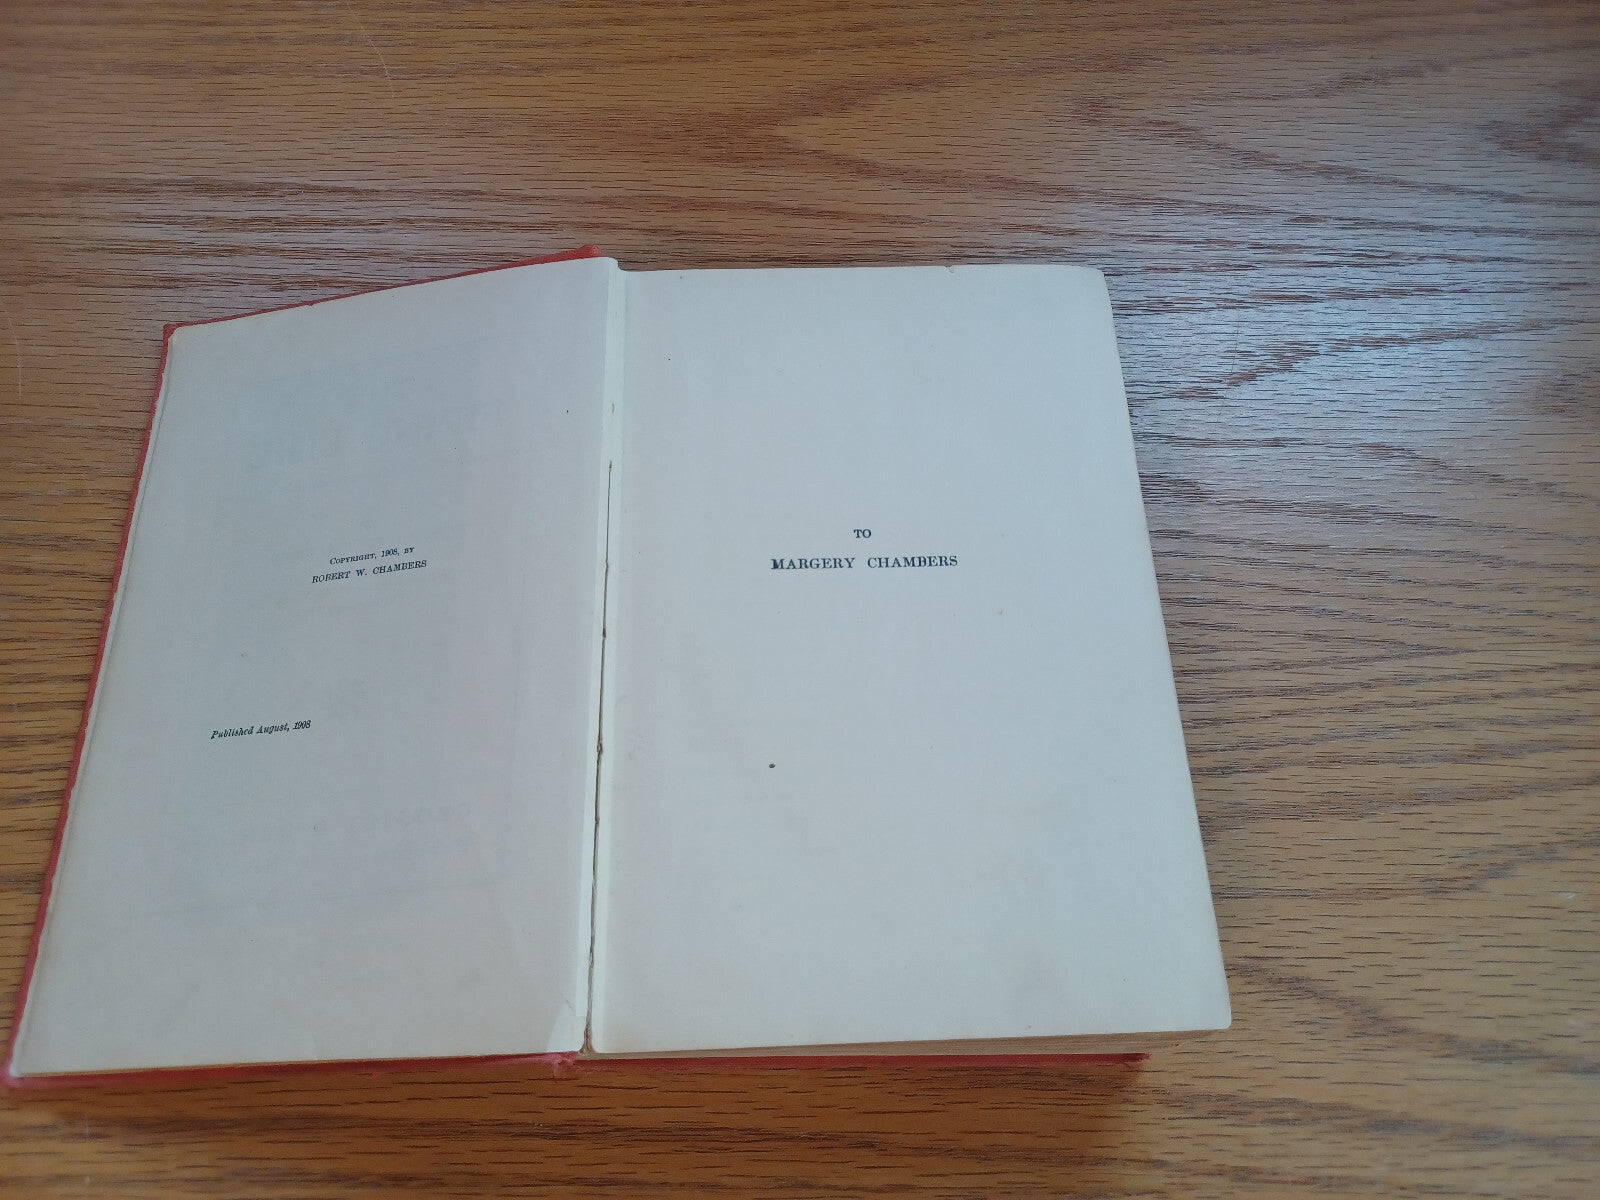 COPYRIGHT, 1908, BY
ROBERT W. CHAMBERS
Published August, 1908
TO
MARGERY CHAMBERS